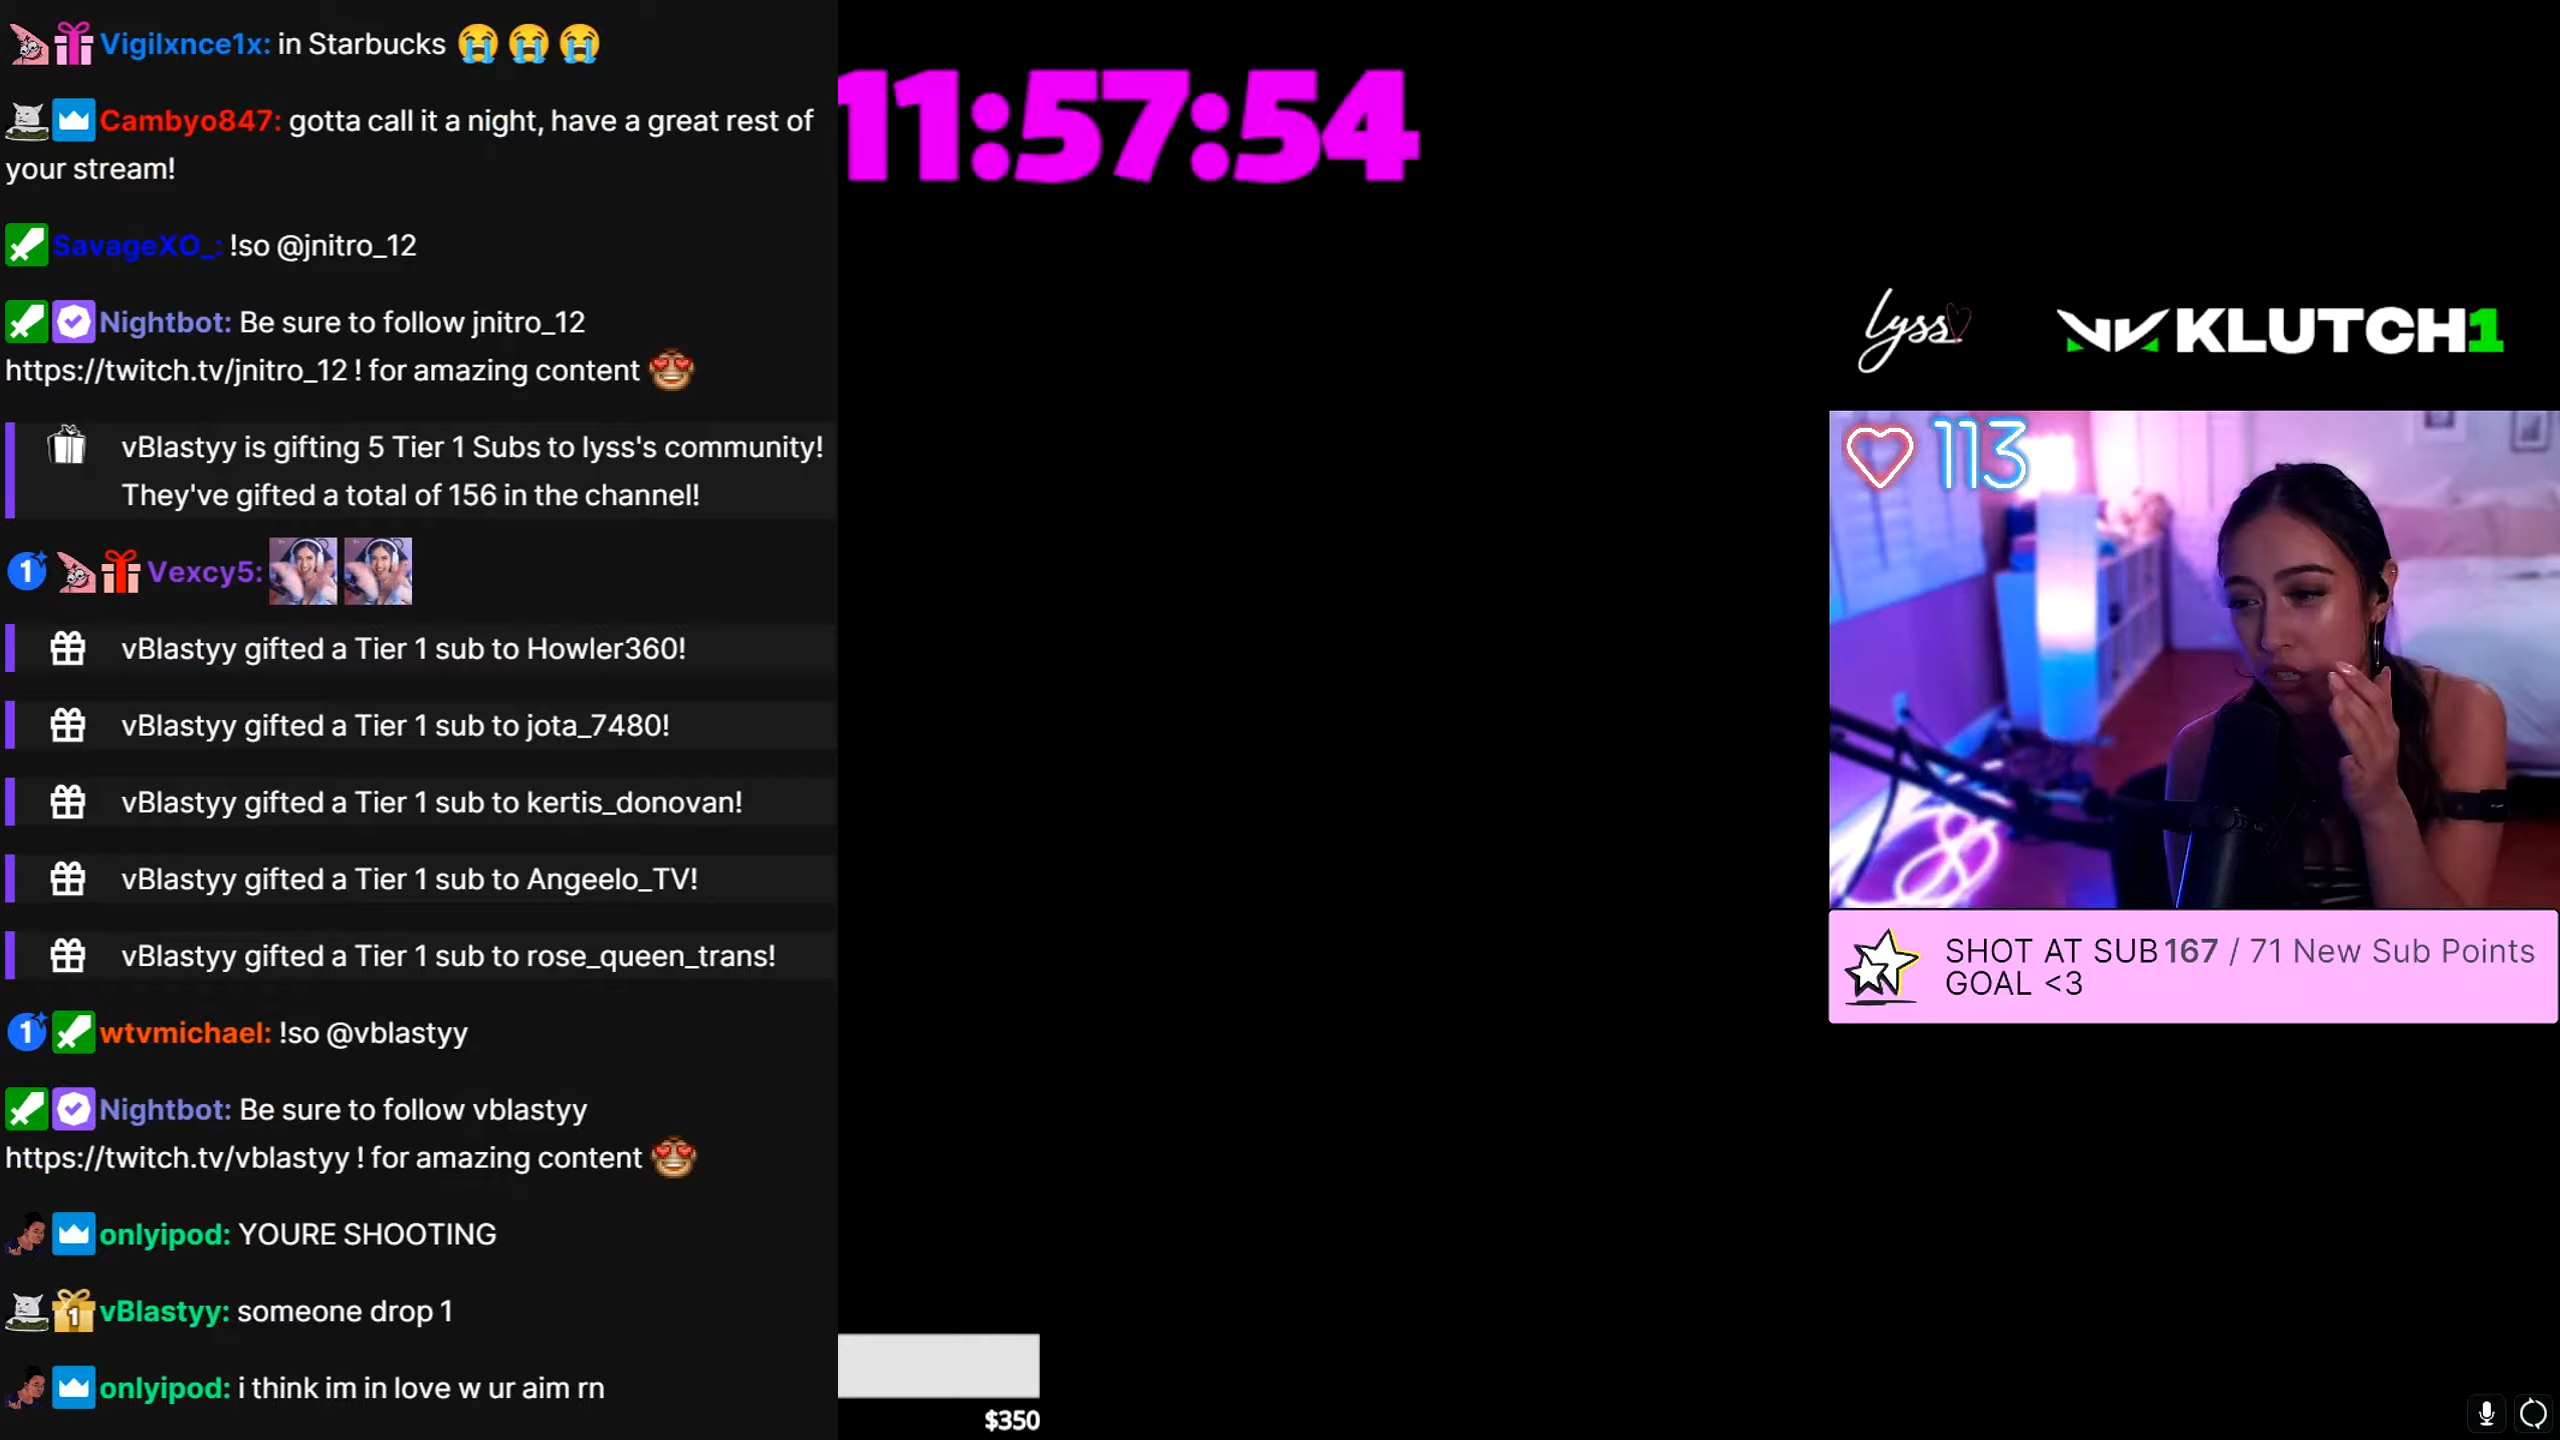 Vigilxnce1x: in Starbucks 😭 😭 😭
Cambyo847: gotta call it a night, have a great rest of
your stream!
SavageXO_: !so @jnitro_12
Nightbot: Be sure to follow jnitro_12
https://twitch.tv/jnitro_12 ! for amazing content
vBlastyy is gifting 5 Tier 1 Subs to lyss's community!
They've gifted a total of 156 in the channel!
1 Vexcy5:
vBlastyy gifted a Tier 1 sub to Howler360!
vBlastyy gifted a Tier 1 sub to jota_7480!
vBlastyy gifted a Tier 1 sub to kertis_donovan!
vBlastyy gifted a Tier 1 sub to Angeelo_TV!
vBlastyy gifted a Tier 1 sub to rose_queen_trans!
1 wtvmichael: !so @vblastyy
Nightbot: Be sure to follow vblastyy
https://twitch.tv/vblastyy ! for amazing content
onlyipod: YOURE SHOOTING
1 vBlastyy: someone drop 1
onlyipod: i think im in love w ur aim rn
11:57:54
$350
lyss
KLUTCH1
113
SHOT AT SUB 167 / 71 New Sub Points
GOAL <3